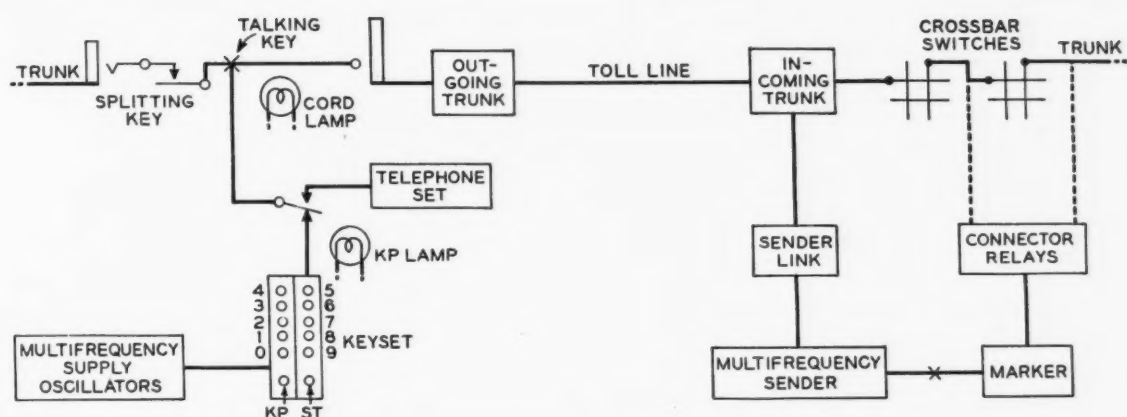 TALKING
KEY
TRUNK
SPLITTING
KEY
CORD
LAMP
OUT-
GOING
TRUNK
TOLL LINE
IN-
COMING
TRUNK
CROSSBAR
SWITCHES
TRUNK
TELEPHONE
SET
KP LAMP
4 5
3 6
2 7
1 8
0 9
KEYSET
MULTIFREQUENCY
SUPPLY
OSCILLATORS
KP ST
SENDER
LINK
CONNECTOR
RELAYS
MULTIFREQUENCY
SENDER
MARKER